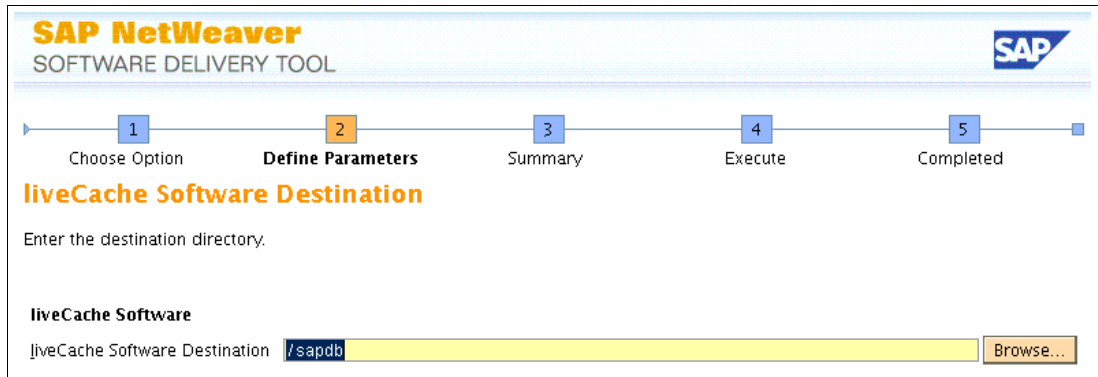 SAP NetWeaver
SOFTWARE DELIVERY TOOL
SAP
1 2 3 4 5
Choose Option Define Parameters Summary Execute Completed
liveCache Software Destination
Enter the destination directory.
liveCache Software
liveCache Software Destination /sapdb Browse...